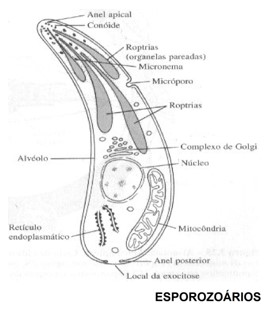 Anel apical
Conóide
Roptrias
(organelas pareadas)
Micronema
Micróporo
Roptrias
Complexo de Golgi
Alvéolo
Núcleo
Retículo
endoplasmático
Mitocôndria
Anel posterior
Local da exocitose
ESPOROZOÁRIOS